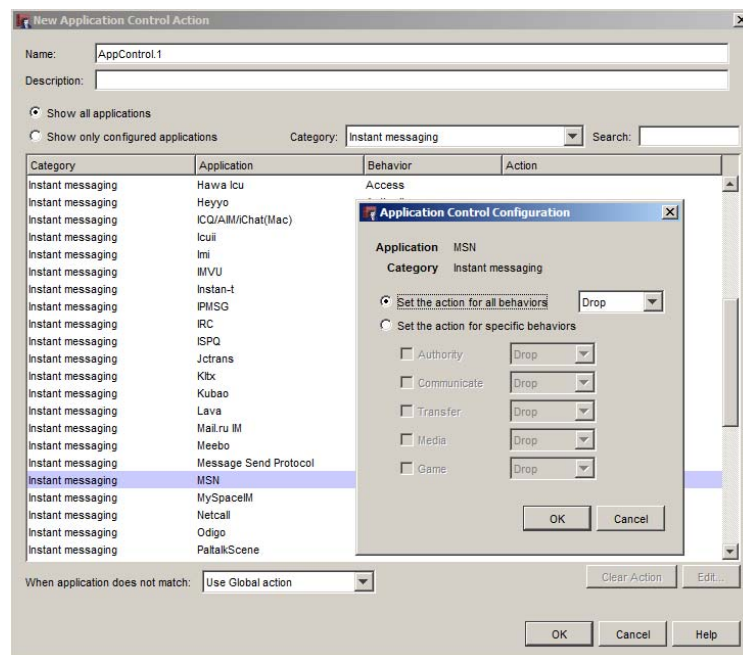 New Application Control Action
Name: AppControl.1
Description:
Show all applications
Show only configured applications Category: Instant messaging Search:
Category Application Behavior Action
Instant messaging Hawa Icu Access
Instant messaging Heyyo
Instant messaging ICQ/AIM/iChat(Mac)
Instant messaging Icuii
Instant messaging Imi
Instant messaging IMVU
Instant messaging Instan-t
Instant messaging IPMSG
Instant messaging IRC
Instant messaging ISPQ
Instant messaging Jctrans
Instant messaging Kltx
Instant messaging Kubao
Instant messaging Lava
Instant messaging Mail.ru IM
Instant messaging Meebo
Instant messaging Message Send Protocol
Instant messaging MSN
Instant messaging MySpaceIM
Instant messaging Netcall
Instant messaging Odigo
Instant messaging PaltalkScene
Application Control Configuration
Application MSN
Category Instant messaging
Set the action for all behaviors Drop
Set the action for specific behaviors
Authority Drop
Communicate Drop
Transfer Drop
Media Drop
Game Drop
OK Cancel
When application does not match: Use Global action Clear Action Edit...
OK Cancel Help